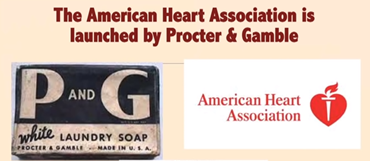 The American Heart Association is
launched by Procter & Gamble
P AND G
white LAUNDRY SOAP
PROCTER & GAMBLE MADE IN U.S.A.
American Heart
Association